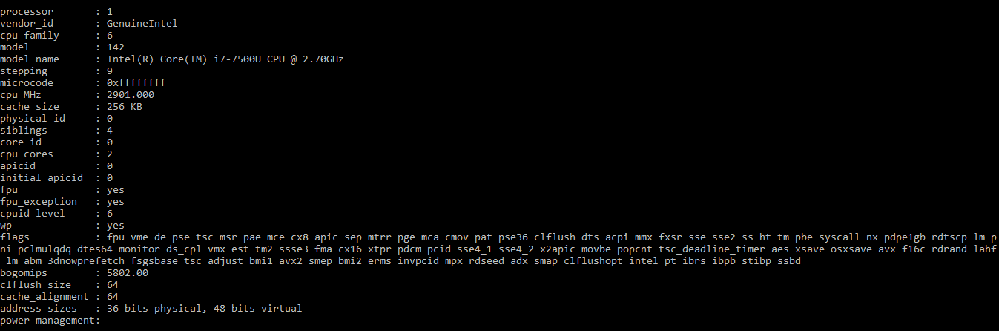 processor       : 1
vendor_id       : GenuineIntel
cpu family      : 6
model           : 142
model name      : Intel(R) Core(TM) i7-7500U CPU @ 2.70GHz
stepping        : 9
microcode       : 0xffffffff
cpu MHz         : 2901.000
cache size      : 256 KB
physical id     : 0
siblings        : 4
core id         : 0
cpu cores       : 2
apicid          : 0
initial apicid  : 0
fpu             : yes
fpu_exception   : yes
cpuid level     : 6
wp              : yes
flags           : fpu vme de pse tsc msr pae mce cx8 apic sep mtrr pge mca cmov pat pse36 clflush dts acpi mmx fxsr sse sse2 ss ht tm pbe syscall nx pdpe1gb rdtscp lm p
ni pclmulqdq dtes64 monitor ds_cpl vmx est tm2 ssse3 fma cx16 xtpr pdcm pcid sse4_1 sse4_2 x2apic movbe popcnt tsc_deadline_timer aes xsave osxsave avx f16c rdrand lahf
_lm abm 3dnowprefetch fsgsbase tsc_adjust bmi1 avx2 smep bmi2 erms invpcid mpx rdseed adx smap clflushopt intel_pt ibrs ibpb stibp ssbd
bogomips        : 5802.00
clflush size    : 64
cache_alignment : 64
address sizes   : 36 bits physical, 48 bits virtual
power management: